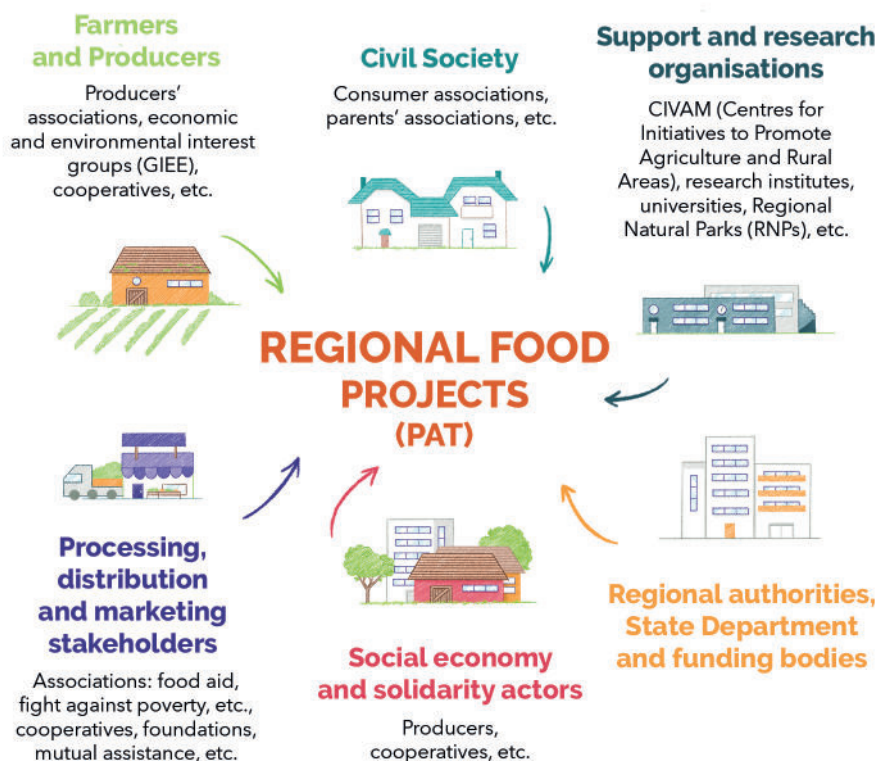 Farmers
and Producers
Producers'
associations, economic
and environmental interest
groups (GIEE),
cooperatives, etc.
Civil Society
Consumer associations,
parents' associations, etc.
Support and research
organisations
CIVAM (Centres for
Initiatives to Promote
Agriculture and Rural
Areas), research institutes,
universities, Regional
Natural Parks (RNPs), etc.
REGIONAL FOOD
PROJECTS
(PAT)
Processing,
distribution
and marketing
stakeholders
Associations: food aid,
fight against poverty, etc.,
cooperatives, foundations,
mutual assistance, etc.
Social economy
and solidarity actors
Producers,
cooperatives, etc.
Regional authorities,
State Department
and funding bodies